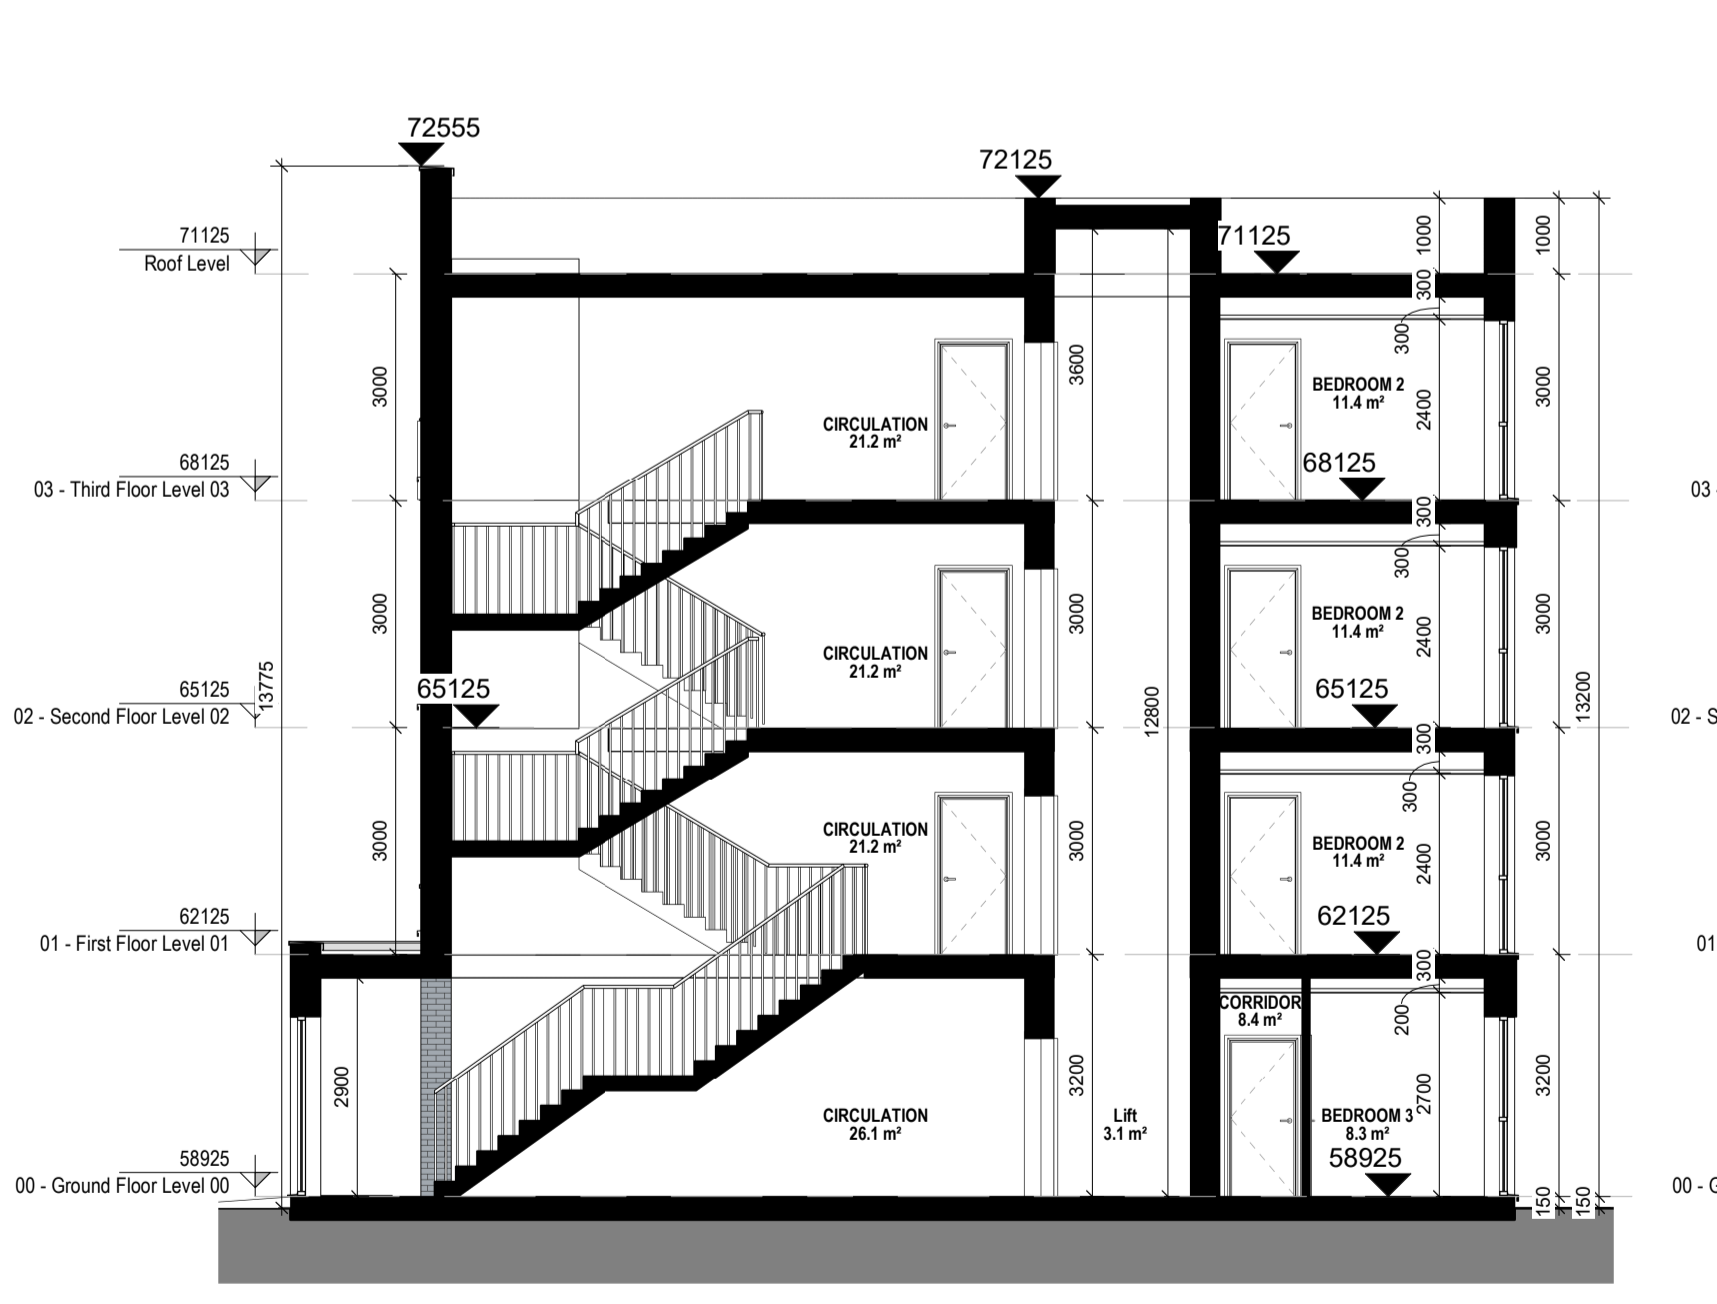 72555
72125
71125
Roof Level
71125
1000
1000
300
300
3000
3600
3000
BEDROOM 2
11.4 m²
2400
CIRCULATION
21.2 m²
68125
03 - Third Floor Level 03
68125
03
300
300
3000
3000
3000
BEDROOM 2
11.4 m²
2400
CIRCULATION
21.2 m²
13775
65125
02 - Second Floor Level 02
65125
65125
12800
13200
02 - S
300
300
3000
3000
3000
CIRCULATION
21.2 m²
BEDROOM 2
11.4 m²
2400
62125
01 - First Floor Level 01
62125
01
300
200
CORRIDOR
8.4 m²
2900
3200
3200
2700
CIRCULATION
26.1 m²
Lift
3.1 m²
BEDROOM 3
8.3 m²
58925
00 - Ground Floor Level 00
58925
00 - G
150
150